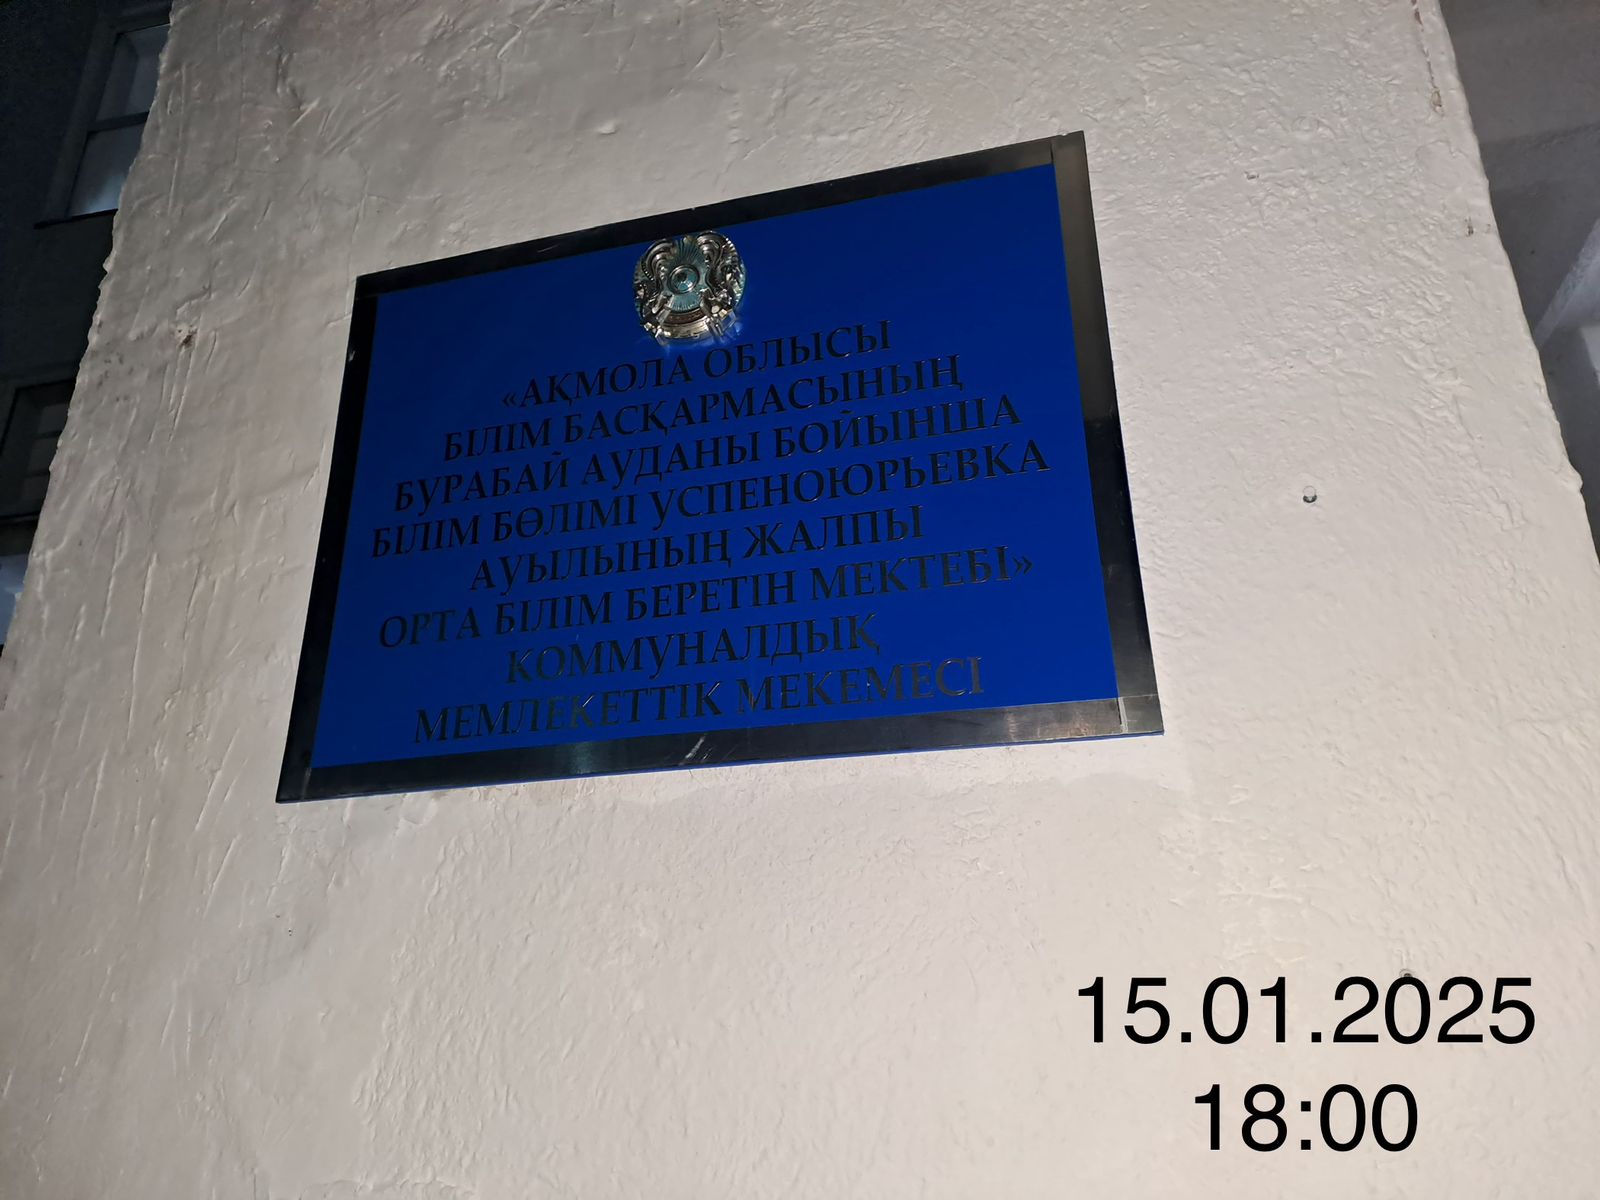 «АҚМОЛА ОБЛЫСЫ
БІЛІМ БАСҚАРМАСЫНЫҢ
БУРАБАЙ АУДАНЫ БОЙЫНША
БІЛІМ БӨЛІМІ УСПЕНОЮРЬЕВКА
АУЫЛЫНЫҢ ЖАЛПЫ
ОРТА БІЛІМ БЕРЕТІН МЕКТЕБІ»
КОММУНАЛДЫҚ
МЕМЛЕКЕТТІК МЕКЕМЕСІ
15.01.2025
18:00